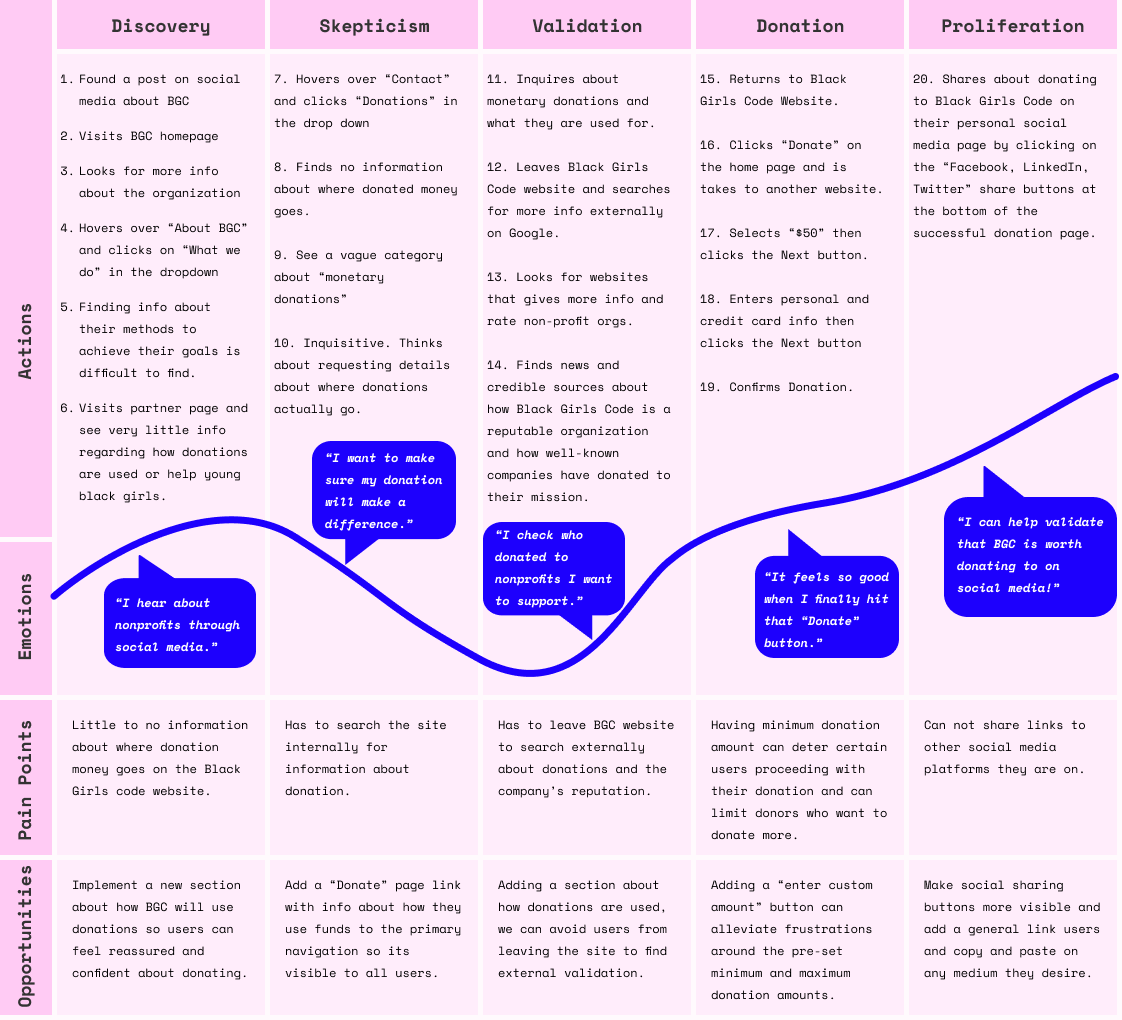 Discovery
Skepticism
Validation
Donation
Proliferation
Actions
1. Found a post on social
media about BGC
2. Visits BGC homepage
3. Looks for more info
about the organization
4. Hovers over “About BGC”
and clicks on “What we
do” in the dropdown
5. Finding info about
their methods to
achieve their goals is
difficult to find.
6. Visits partner page and
see very little info
regarding how donations
are used or help young
black girls.
7. Hovers over “Contact”
and clicks “Donations” in
the drop down
8. Finds no information
about where donated money
goes.
9. See a vague category
about “monetary
donations”
10. Inquisitive. Thinks
about requesting details
about where donations
actually go.
11. Inquires about
monetary donations and
what they are used for.
12. Leaves Black Girls
Code website and searches
for more info externally
on Google.
13. Looks for websites
that gives more info and
rate non-profit orgs.
14. Finds news and
credible sources about
how Black Girls Code is a
reputable organization
and how well-known
companies have donated to
their mission.
15. Returns to Black
Girls Code Website.
16. Clicks “Donate” on
the home page and is
takes to another website.
17. Selects “$50” then
clicks the Next button.
18. Enters personal and
credit card info then
clicks the Next button
19. Confirms Donation.
20. Shares about donating
to Black Girls Code on
their personal social
media page by clicking on
the “Facebook, LinkedIn,
Twitter” share buttons at
the bottom of the
successful donation page.
Emotions
“I hear about
nonprofits through
social media.”
“I want to make
sure my donation
will make a
difference.”
“I check who
donated to
nonprofits I want
to support.”
“It feels so good
when I finally hit
that “Donate”
button.”
“I can help validate
that BGC is worth
donating to on
social media!”
Pain Points
Little to no information
about where donation
money goes on the Black
Girls code website.
Has to search the site
internally for
information about
donation.
Has to leave BGC website
to search externally
about donations and the
company’s reputation.
Having minimum donation
amount can deter certain
users proceeding with
their donation and can
limit donors who want to
donate more.
Can not share links to
other social media
platforms they are on.
Opportunities
Implement a new section
about how BGC will use
donations so users can
feel reassured and
confident about donating.
Add a “Donate” page link
with info about how they
use funds to the primary
navigation so its
visible to all users.
Adding a section about
how donations are used,
we can avoid users from
leaving the site to find
external validation.
Adding a “enter custom
amount” button can
alleviate frustrations
around the pre-set
minimum and maximum
donation amounts.
Make social sharing
buttons more visible and
add a general link users
and copy and paste on
any medium they desire.